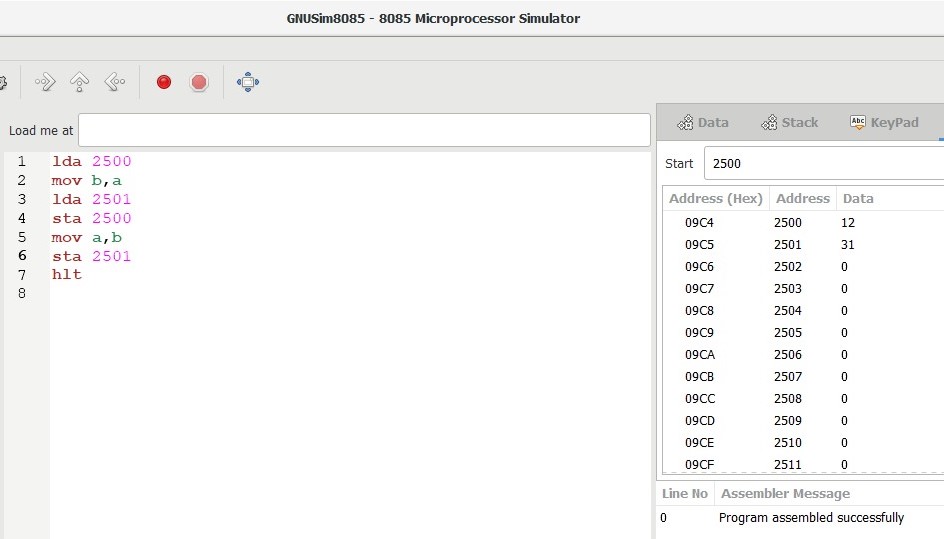 GNUSim8085 - 8085 Microprocessor Simulator
Load me at
1 lda 2500
2 mov b,a
3 lda 2501
4 sta 2500
5 mov a,b
6 sta 2501
7 hlt
8
Data Stack Abc KeyPad
Start 2500
Address (Hex) Address Data
09C4 2500 12
09C5 2501 31
09C6 2502 0
09C7 2503 0
09C8 2504 0
09C9 2505 0
09CA 2506 0
09CB 2507 0
09CC 2508 0
09CD 2509 0
09CE 2510 0
09CF 2511 0
Line No Assembler Message
0 Program assembled successfully